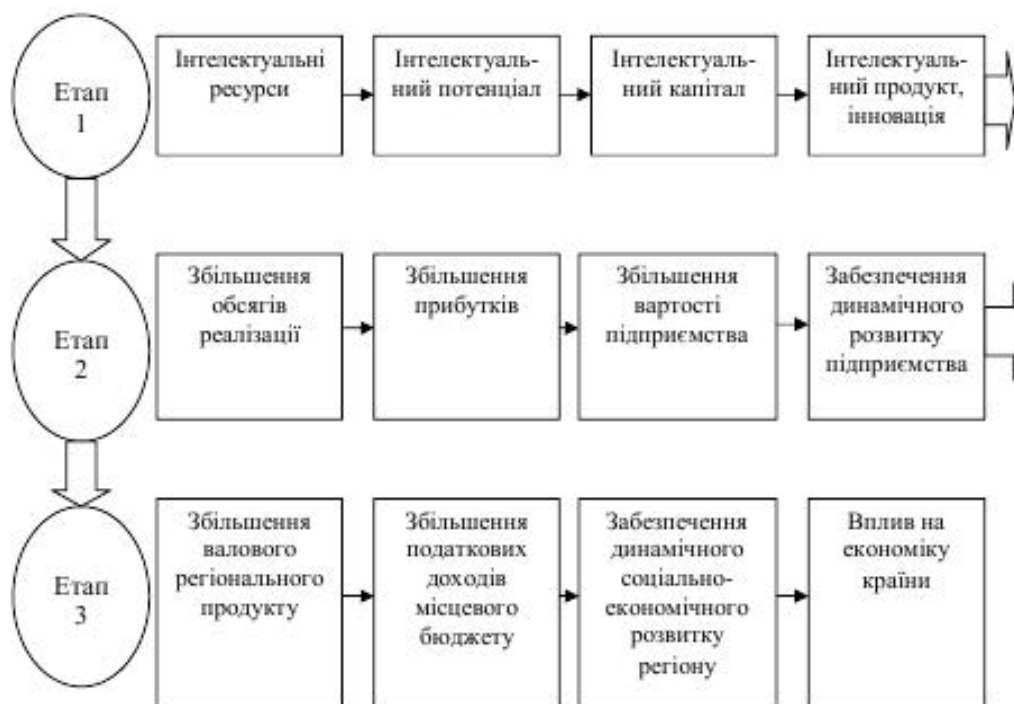 Етап
1
Інтелектуальні
ресурси
Інтелектуаль-
ний потенціал
Інтелектуаль-
ний капітал
Інтелектуаль-
ний продукт,
інновація
Етап
2
Збільшення
обсягів
реалізації
Збільшення
прибутків
Збільшення
вартості
підприємства
Забезпечення
динамічного
розвитку
підприємства
Етап
3
Збільшення
валового
регіонального
продукту
Збільшення
податкових
доходів
місцевого
бюджету
Забезпечення
динамічного
соціально-
економічного
розвитку
регіону
Вплив на
економіку
країни